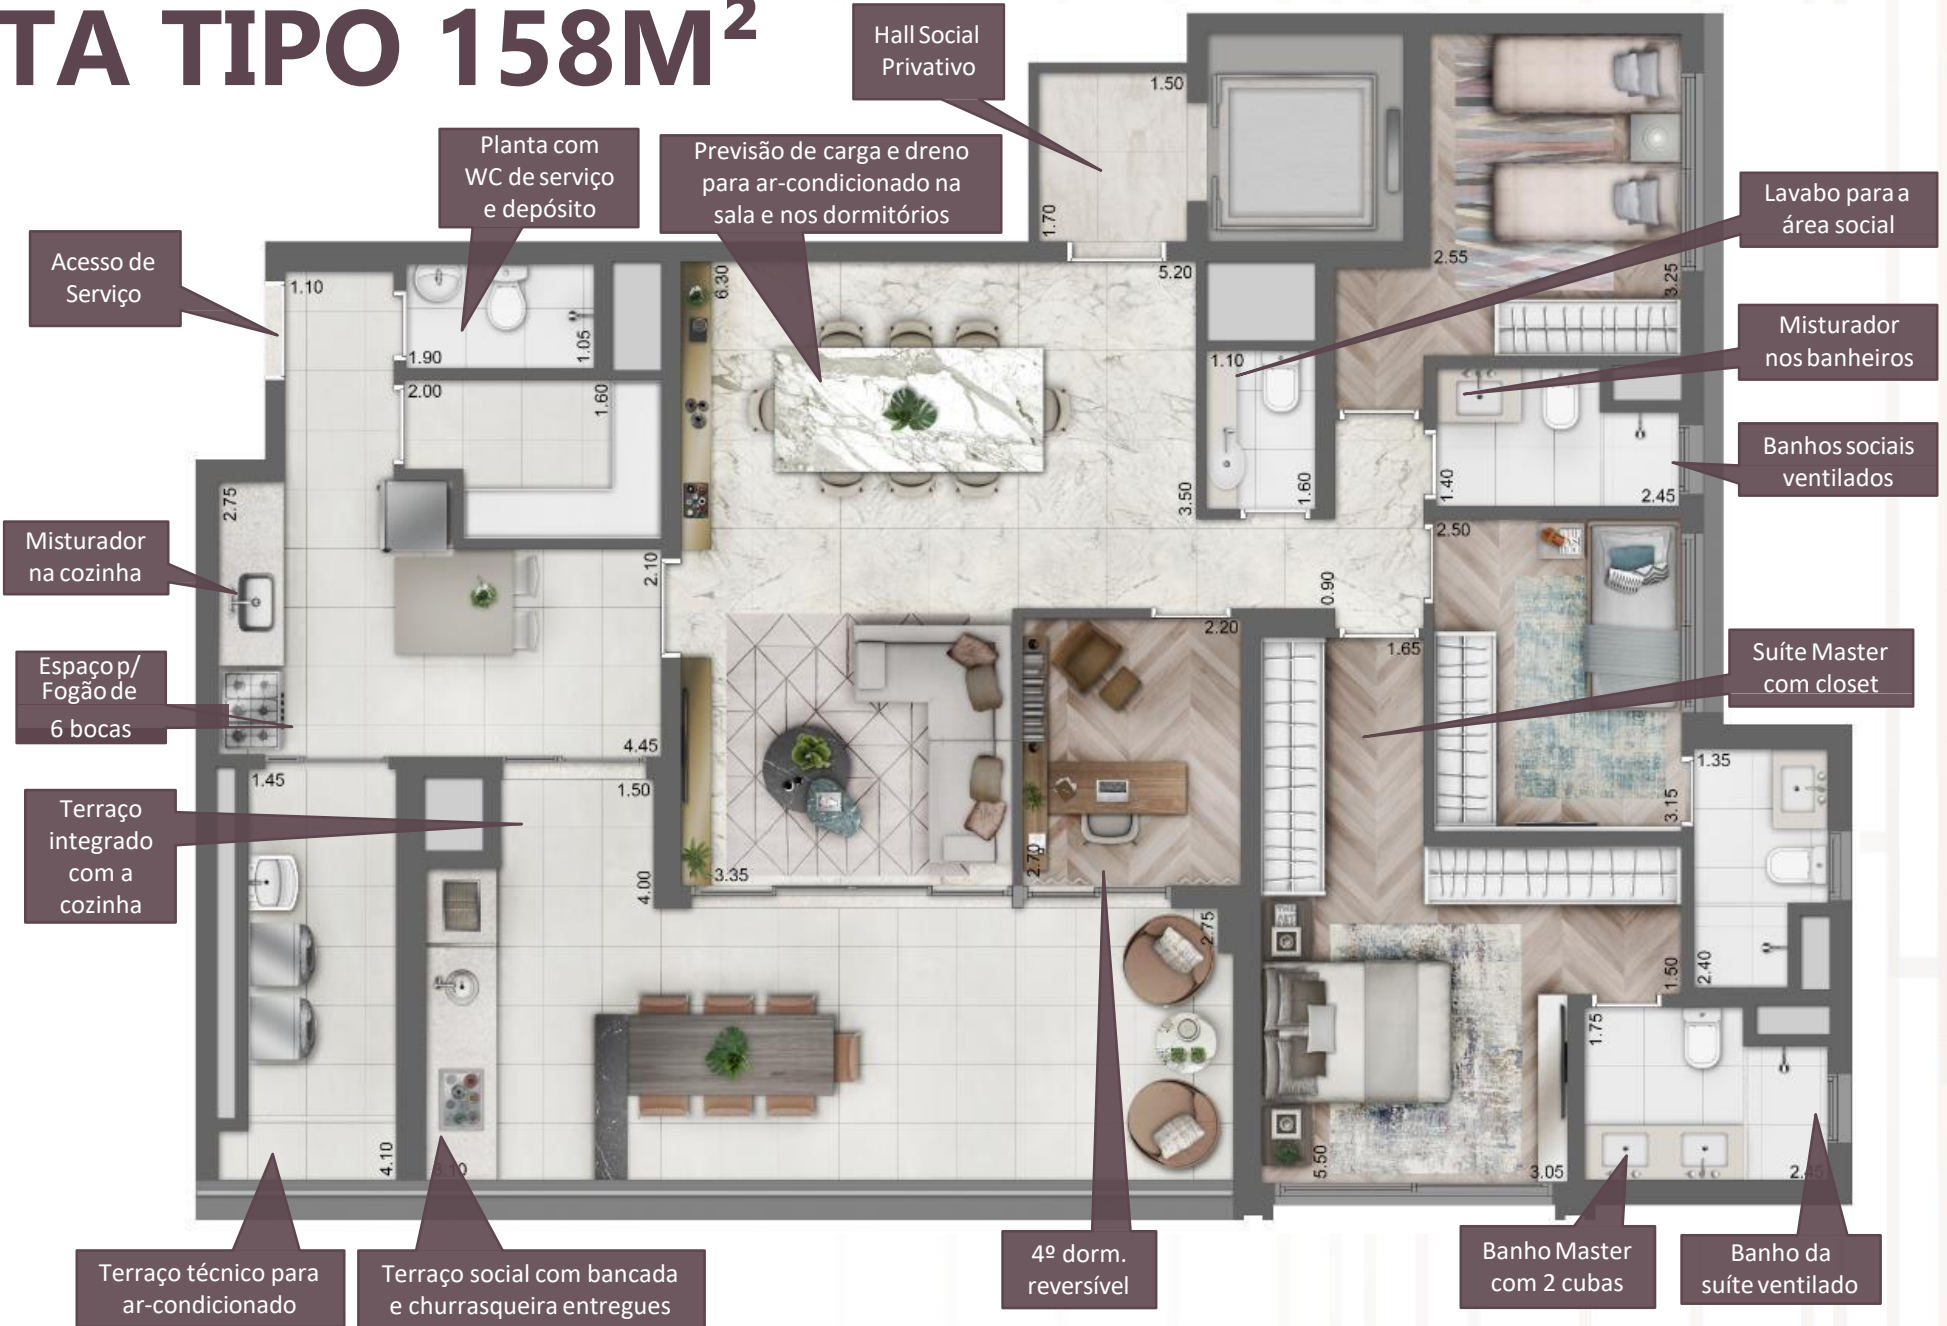 TA TIPO 158M²
Hall Social
Privativo
Planta com
WC de serviço
e depósito
Previsão de carga e dreno
para ar-condicionado na
sala e nos dormitórios
Acesso de
Serviço
Lavabo para a
área social
Misturador
nos banheiros
Banhos sociais
ventilados
Misturador
na cozinha
Espaço p/
Fogão de
6 bocas
Suíte Master
com closet
Terraço
integrado
com a
cozinha
Terraço técnico para
ar-condicionado
Terraço social com bancada
e churrasqueira entregues
4º dorm.
reversível
Banho Master
com 2 cubas
Banho da
suíte ventilado
1.50
1.70
1.10
6.30
5.20
2.55
3.25
1.90
1.05
2.00
1.60
1.10
1.60
1.40
2.45
2.75
3.50
2.50
2.10
0.90
2.20
1.65
4.45
1.45
1.50
1.35
3.15
4.00
3.35
2.70
2.75
2.40
1.50
1.75
4.10
5.50
3.05